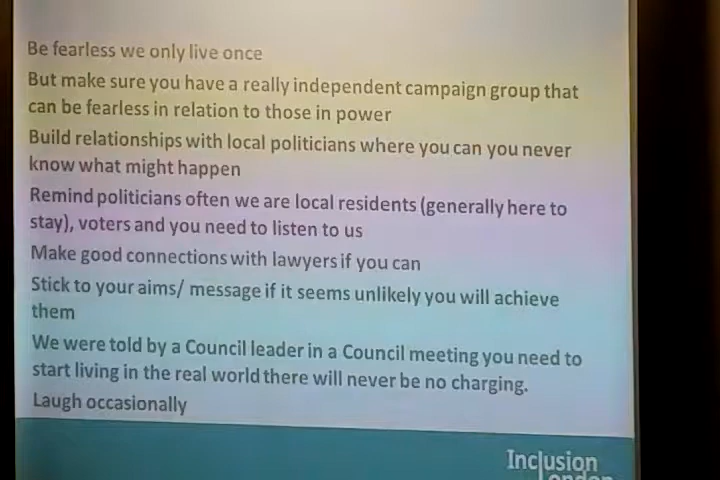 Be fearless we only live once
But make sure you have a really independent campaign group that
can be fearless in relation to those in power
Build relationships with local politicians where you can you never
know what might happen
Remind politicians often we are local residents (generally here to
stay), voters and you need to listen to us
Make good connections with lawyers if you can
Stick to your aims/ message if it seems unlikely you will achieve
them
We were told by a Council leader in a Council meeting you need to
start living in the real world there will never be no charging.
Laugh occasionally
Inclusion
London